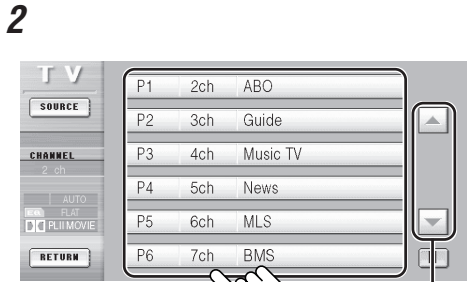 2
TV
SOURCE
CHANNEL
2 ch
AUTO
FLAT
PLII MOVIE
RETURN
P1 2ch ABO
P2 3ch Guide
P3 4ch Music TV
P4 5ch News
P5 6ch MLS
P6 7ch BMS